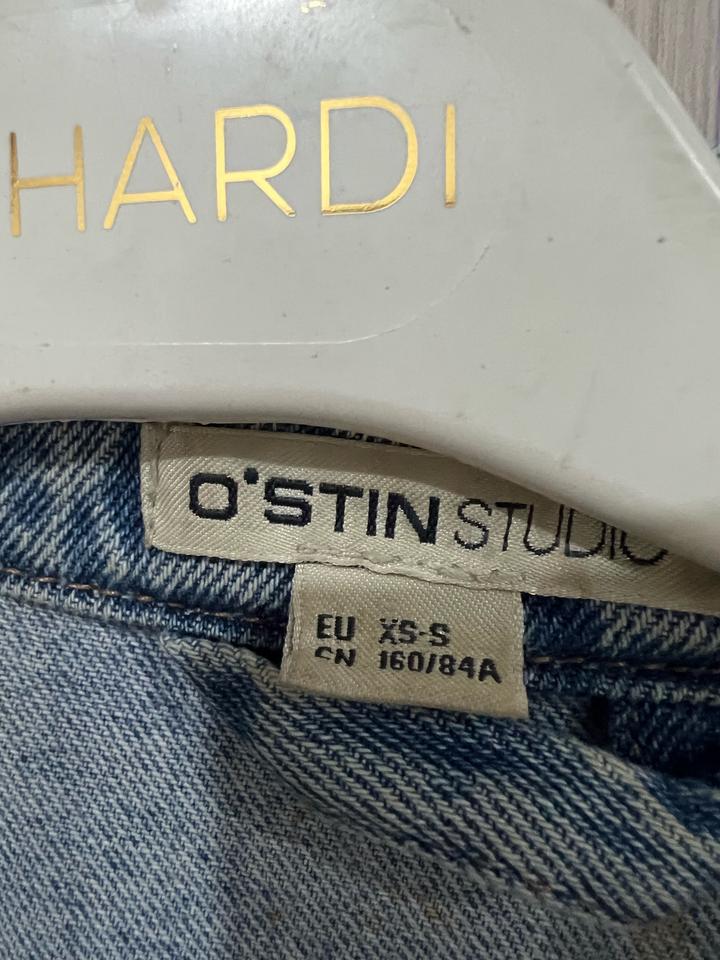 HARDI
O'STIN STUDIO
EU XS-S
CN 160/84A